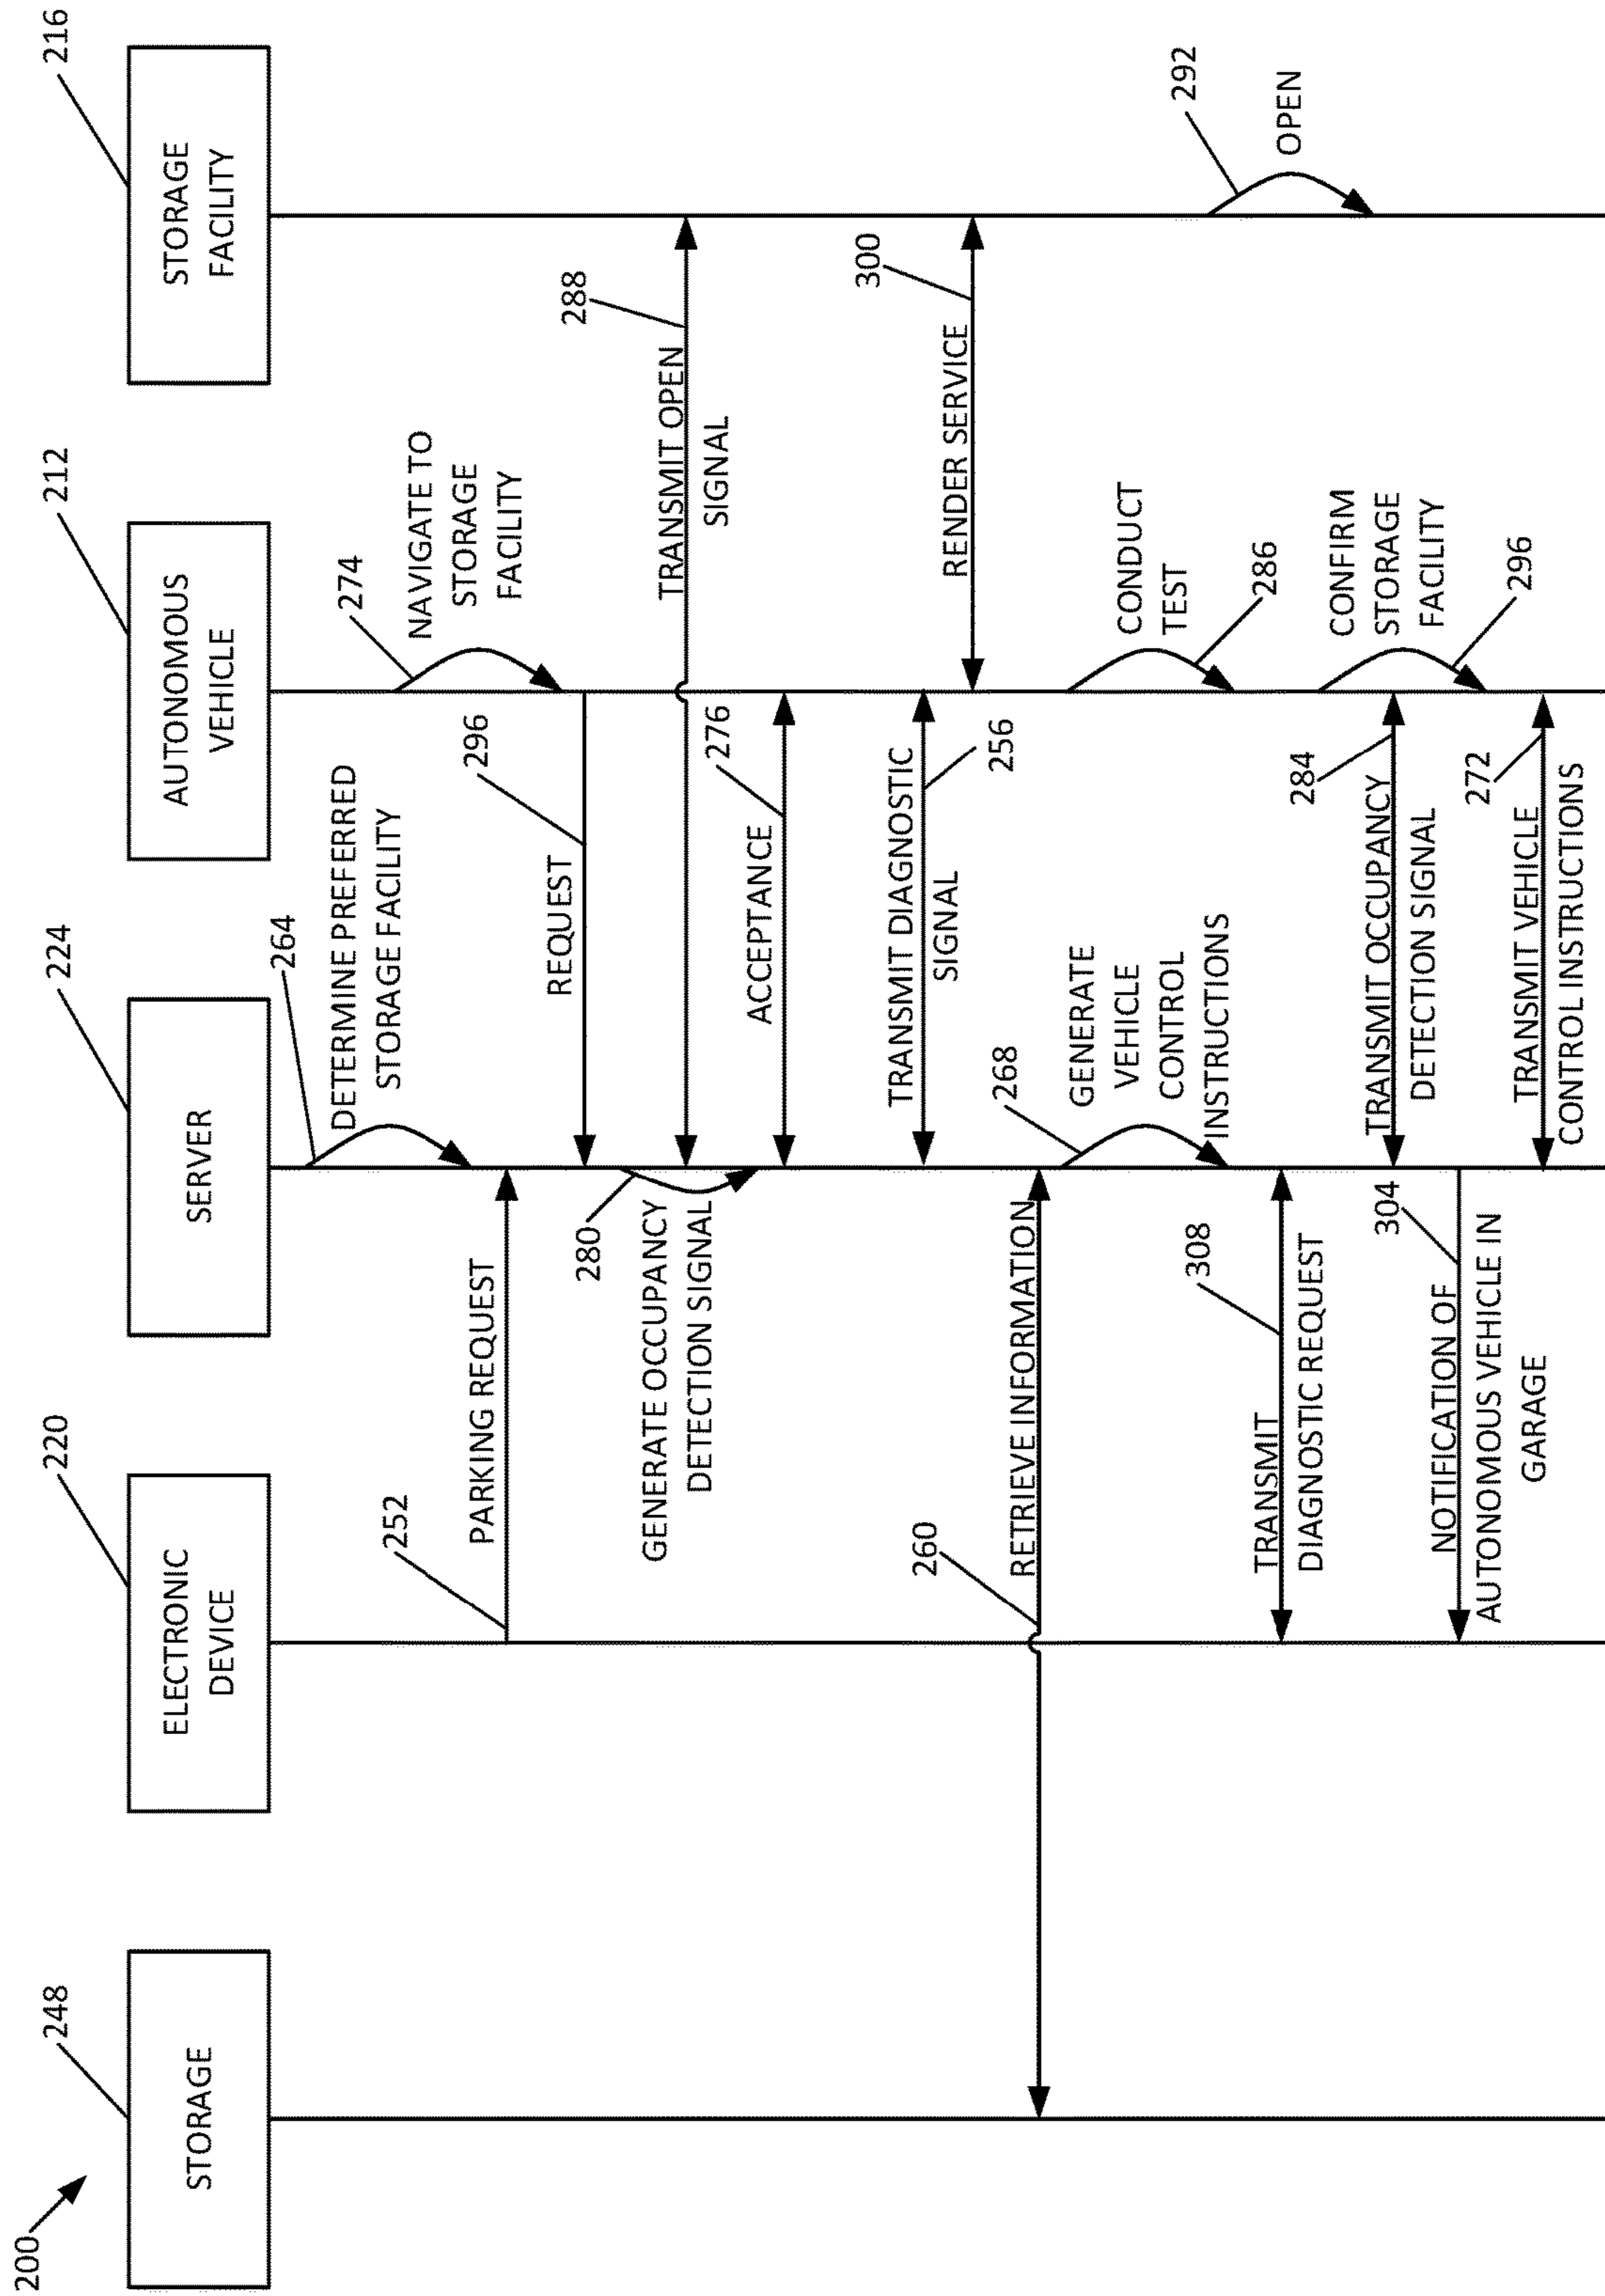 200
248
220
224
212
216
STORAGE
ELECTRONIC
DEVICE
SERVER
AUTONOMOUS
VEHICLE
STORAGE
FACILITY
264
DETERMINE PREFERRED
STORAGE FACILITY
274
NAVIGATE TO
STORAGE
FACILITY
252
PARKING REQUEST
296
REQUEST
280
GENERATE OCCUPANCY
DETECTION SIGNAL
288
TRANSMIT OPEN
SIGNAL
276
ACCEPTANCE
TRANSMIT DIAGNOSTIC
SIGNAL
256
300
RENDER SERVICE
260
RETRIEVE INFORMATION
268
GENERATE
VEHICLE
CONTROL
INSTRUCTIONS
CONDUCT
TEST
286
292
OPEN
308
TRANSMIT
DIAGNOSTIC REQUEST
284
TRANSMIT OCCUPANCY
DETECTION SIGNAL
CONFIRM
STORAGE
FACILITY
296
304
NOTIFICATION OF
AUTONOMOUS VEHICLE IN
GARAGE
272
TRANSMIT VEHICLE
CONTROL INSTRUCTIONS